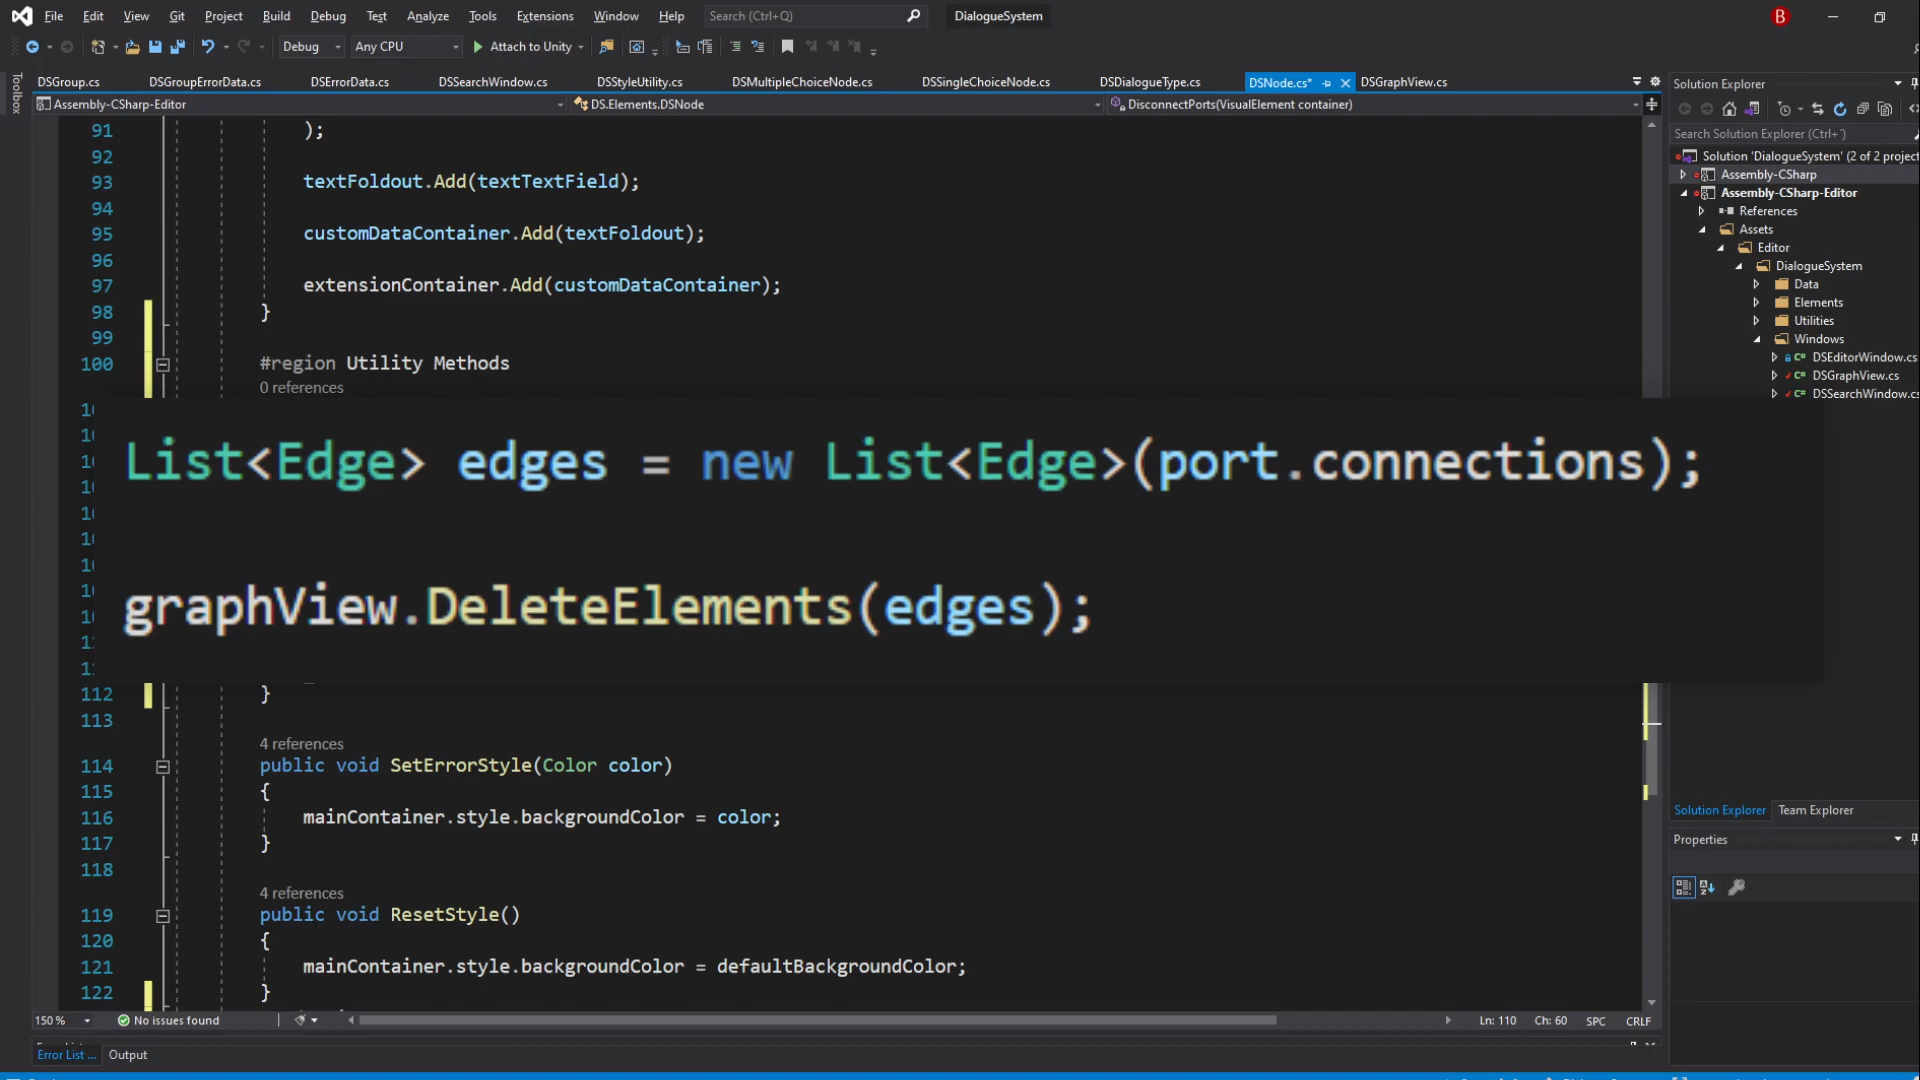 File Edit View Git Project Build Debug Test Analyze Tools Extensions Window Help Search (Ctrl+Q) DialogueSystem B
Debug Any CPU Attach to Unity
Toolbox
DSGroup.cs DSGroupErrorData.cs DSErrorData.cs DSSearchWindow.cs DSStyleUtility.cs DSMultipleChoiceNode.cs DSSingleChoiceNode.cs DSDialogueType.cs DSNode.cs* DSGraphView.cs
Assembly-CSharp-Editor DS.Elements.DSNode DisconnectPorts(VisualElement container)
91 );
92
93 textFoldout.Add(textTextField);
94
95 customDataContainer.Add(textFoldout);
96
97 extensionContainer.Add(customDataContainer);
98 }
99
100 #region Utility Methods
0 references
List<Edge> edges = new List<Edge>(port.connections);
graphView.DeleteElements(edges);
112 }
113
4 references
114 public void SetErrorStyle(Color color)
115 {
116 mainContainer.style.backgroundColor = color;
117 }
118
4 references
119 public void ResetStyle()
120 {
121 mainContainer.style.backgroundColor = defaultBackgroundColor;
122 }
150 % No issues found Ln: 110 Ch: 60 SPC CRLF
Error List ... Output
Solution Explorer
Search Solution Explorer (Ctrl+
Solution 'DialogueSystem' (2 of 2 project
Assembly-CSharp
Assembly-CSharp-Editor
References
Assets
Editor
DialogueSystem
Data
Elements
Utilities
Windows
DSEditorWindow.cs
DSGraphView.cs
DSSearchWindow.cs
Solution Explorer Team Explorer
Properties